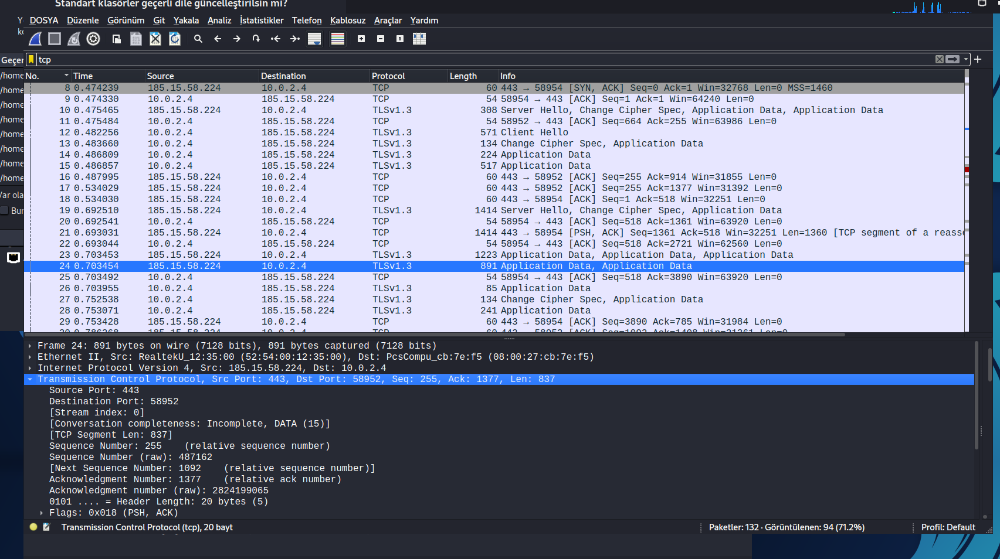 Standart klasörler geçerli dile güncelleştirilsin mi?
DOSYA Düzenle Görünüm Git Yakala Analiz İstatistikler Telefon Kablosuz Araçlar Yardım
Geçer
/home
/home
/home
/home
/home
/home
/home
/home
tcp
No. Time Source Destination Protocol Length Info
8 0.474239 185.15.58.224 10.0.2.4 TCP 60 443 → 58954 [SYN, ACK] Seq=0 Ack=1 Win=32768 Len=0 MSS=1460
9 0.474330 10.0.2.4 185.15.58.224 TCP 54 58954 → 443 [ACK] Seq=1 Ack=1 Win=64240 Len=0
10 0.475465 185.15.58.224 10.0.2.4 TLSv1.3 308 Server Hello, Change Cipher Spec, Application Data, Application Data
11 0.475484 10.0.2.4 185.15.58.224 TCP 54 58952 → 443 [ACK] Seq=664 Ack=255 Win=63986 Len=0
12 0.482256 10.0.2.4 185.15.58.224 TLSv1.3 571 Client Hello
13 0.483660 10.0.2.4 185.15.58.224 TLSv1.3 134 Change Cipher Spec, Application Data
14 0.486809 10.0.2.4 185.15.58.224 TLSv1.3 224 Application Data
15 0.486857 10.0.2.4 185.15.58.224 TLSv1.3 517 Application Data
16 0.487995 185.15.58.224 10.0.2.4 TCP 60 443 → 58952 [ACK] Seq=255 Ack=914 Win=31855 Len=0
17 0.534029 185.15.58.224 10.0.2.4 TCP 60 443 → 58952 [ACK] Seq=255 Ack=1377 Win=31392 Len=0
18 0.534030 185.15.58.224 10.0.2.4 TCP 60 443 → 58954 [ACK] Seq=1 Ack=518 Win=32251 Len=0
19 0.692510 185.15.58.224 10.0.2.4 TLSv1.3 1414 Server Hello, Change Cipher Spec, Application Data
20 0.692541 10.0.2.4 185.15.58.224 TCP 54 58954 → 443 [ACK] Seq=518 Ack=1361 Win=63920 Len=0
21 0.693031 185.15.58.224 10.0.2.4 TCP 1414 443 → 58954 [PSH, ACK] Seq=1361 Ack=518 Win=32251 Len=1360 [TCP segment of a reasse
22 0.693044 10.0.2.4 185.15.58.224 TCP 54 58954 → 443 [ACK] Seq=518 Ack=2721 Win=62560 Len=0
23 0.703453 185.15.58.224 10.0.2.4 TLSv1.3 1223 Application Data, Application Data, Application Data
24 0.703454 185.15.58.224 10.0.2.4 TLSv1.3 891 Application Data, Application Data
25 0.703492 10.0.2.4 185.15.58.224 TCP 54 58954 → 443 [ACK] Seq=518 Ack=3890 Win=63920 Len=0
26 0.703955 10.0.2.4 185.15.58.224 TLSv1.3 85 Application Data
27 0.752538 10.0.2.4 185.15.58.224 TLSv1.3 134 Change Cipher Spec, Application Data
28 0.753071 10.0.2.4 185.15.58.224 TLSv1.3 241 Application Data
29 0.753428 185.15.58.224 10.0.2.4 TCP 60 443 → 58954 [ACK] Seq=3890 Ack=785 Win=31984 Len=0
Frame 24: 891 bytes on wire (7128 bits), 891 bytes captured (7128 bits)
Ethernet II, Src: RealtekU_12:35:00 (52:54:00:12:35:00), Dst: PcsCompu_cb:7e:f5 (08:00:27:cb:7e:f5)
Internet Protocol Version 4, Src: 185.15.58.224, Dst: 10.0.2.4
Transmission Control Protocol, Src Port: 443, Dst Port: 58952, Seq: 255, Ack: 1377, Len: 837
Source Port: 443
Destination Port: 58952
[Stream index: 0]
[Conversation completeness: Incomplete, DATA (15)]
[TCP Segment Len: 837]
Sequence Number: 255 (relative sequence number)
Sequence Number (raw): 487162
[Next Sequence Number: 1092 (relative sequence number)]
Acknowledgment Number: 1377 (relative ack number)
Acknowledgment number (raw): 2824199065
0101 .... = Header Length: 20 bytes (5)
Flags: 0x018 (PSH, ACK)
Transmission Control Protocol (tcp), 20 bayt
Paketler: 132 · Görüntülenen: 94 (71.2%)
Profil: Default